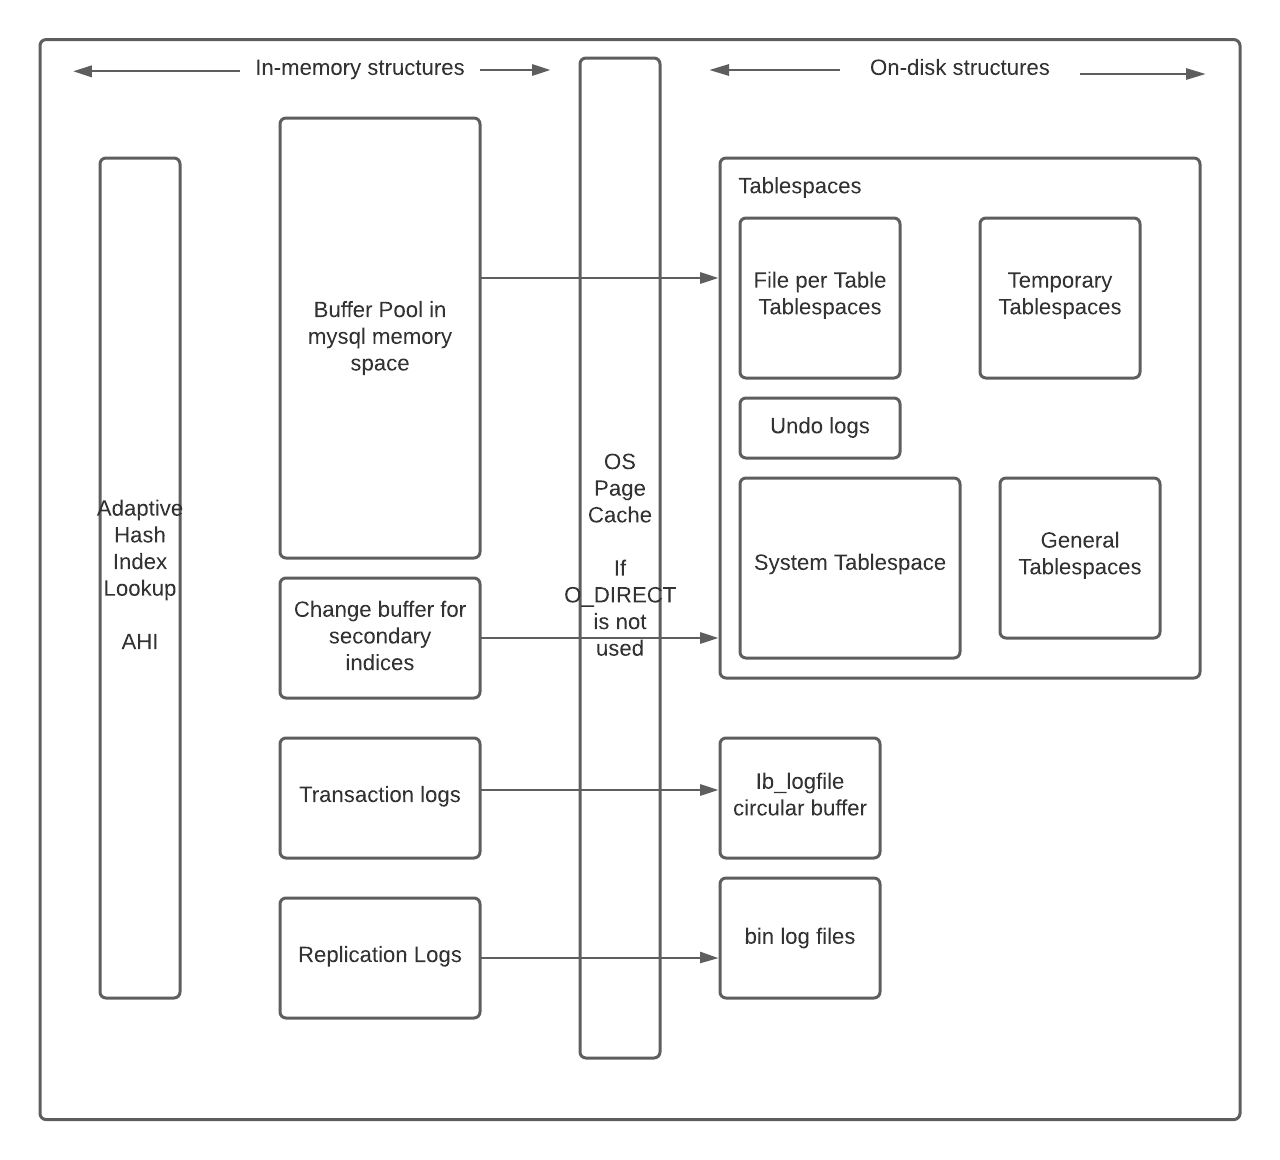 In-memory structures
On-disk structures
Adaptive
Hash
Index
Lookup
AHI
Buffer Pool in
mysql memory
space
Change buffer for
secondary
indices
Transaction logs
Replication Logs
OS
Page
Cache
If
O_DIRECT
is not
used
Tablespaces
File per Table
Tablespaces
Temporary
Tablespaces
Undo logs
System Tablespace
General
Tablespaces
Ib_logfile
circular buffer
bin log files